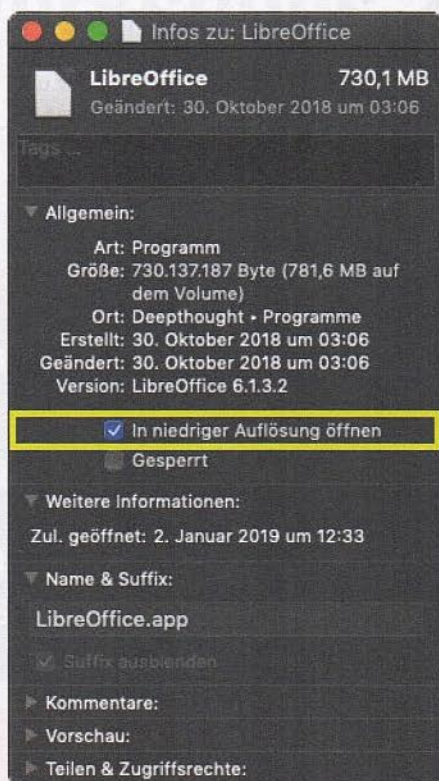 Infos zu: LibreOffice
LibreOffice 730,1 MB
Geändert: 30. Oktober 2018 um 03:06
Tags ...
Allgemein:
Art: Programm
Größe: 730.137.187 Byte (781,6 MB auf
dem Volume)
Ort: Deepthought • Programme
Erstellt: 30. Oktober 2018 um 03:06
Geändert: 30. Oktober 2018 um 03:06
Version: LibreOffice 6.1.3.2
In niedriger Auflösung öffnen
Gesperrt
Weitere Informationen:
Zul. geöffnet: 2. Januar 2019 um 12:33
Name & Suffix:
LibreOffice.app
Suffix ausblenden
Kommentare:
Vorschau:
Teilen & Zugriffsrechte: